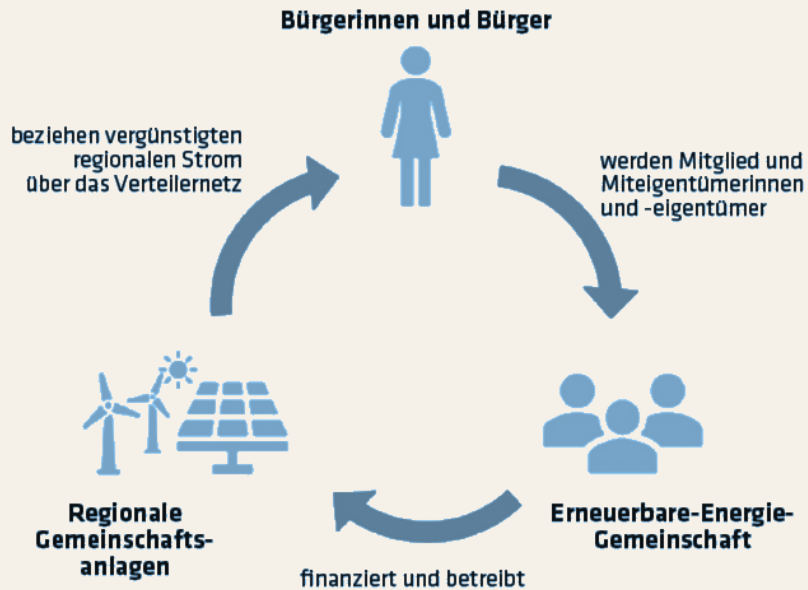 Bürgerinnen und Bürger
beziehen vergünstigten
regionalen Strom
über das Verteilernetz
werden Mitglied und
Miteigentümerinnen
und -eigentümer
Regionale
Gemeinschafts-
anlagen
Erneuerbare-Energie-
Gemeinschaft
finanziert und betreibt